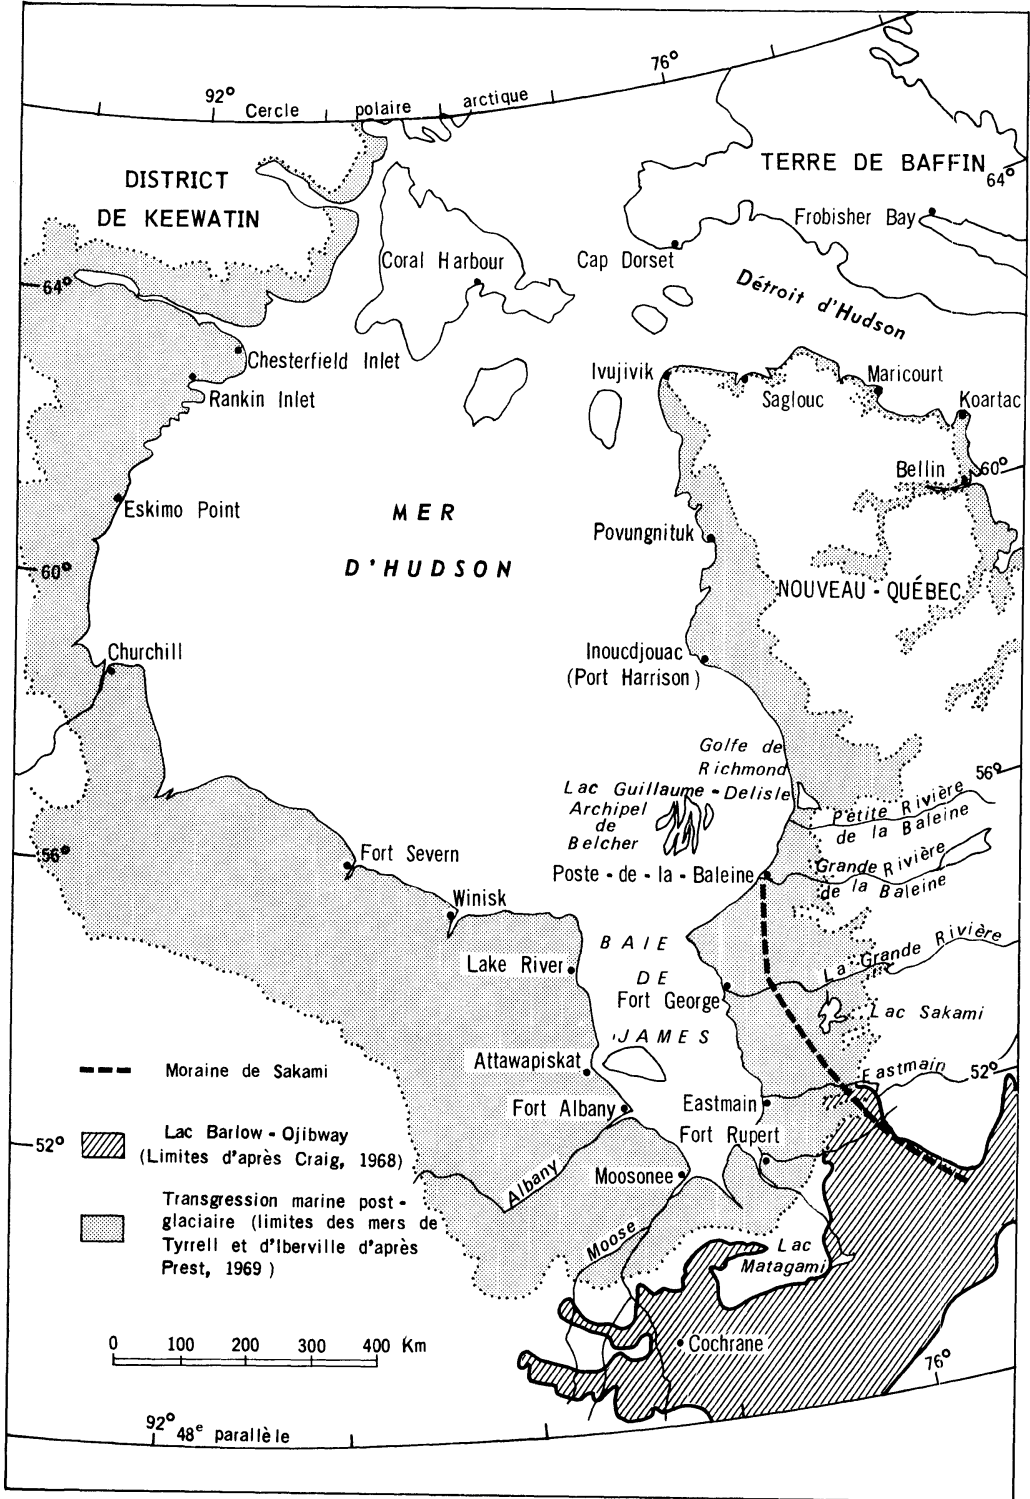 76°
92°
Cercle polaire arctique
TERRE DE BAFFIN
64°
DISTRICT
DE KEEWATIN
Frobisher Bay
Coral Harbour
Cap Dorset
64°
Détroit d'Hudson
Chesterfield Inlet
Ivujivik
Maricourt
Rankin Inlet
Saglouc
Koartac
Bellin
60°
Eskimo Point
MER
D'HUDSON
Povungnituk
60°
NOUVEAU-QUÉBEC
Churchill
Inoucdjouac
(Port Harrison)
Golfe de
Richmond
56°
Lac Guillaume-Delisle
Archipel
de
Belcher
Petite Rivière
de la Baleine
56°
Fort Severn
Grande Rivière
de la Baleine
Poste-de-la-Baleine
Winisk
BAIE
DE
JAMES
La Grande Rivière
Lake River
Fort George
Lac Sakami
Attawapiskat
Eastmain
52°
Moraine de Sakami
Fort Albany
Eastmain
Lac Barlow-Ojibway
(Limites d'après Craig, 1968)
52°
Fort Rupert
Albany
Moosonee
Transgression marine post-
glaciaire (limites des mers de
Tyrrell et d'Iberville d'après
Prest, 1969)
Moose
Lac
Matagami
0 100 200 300 400 Km
Cochrane
76°
92°
48e parallèle